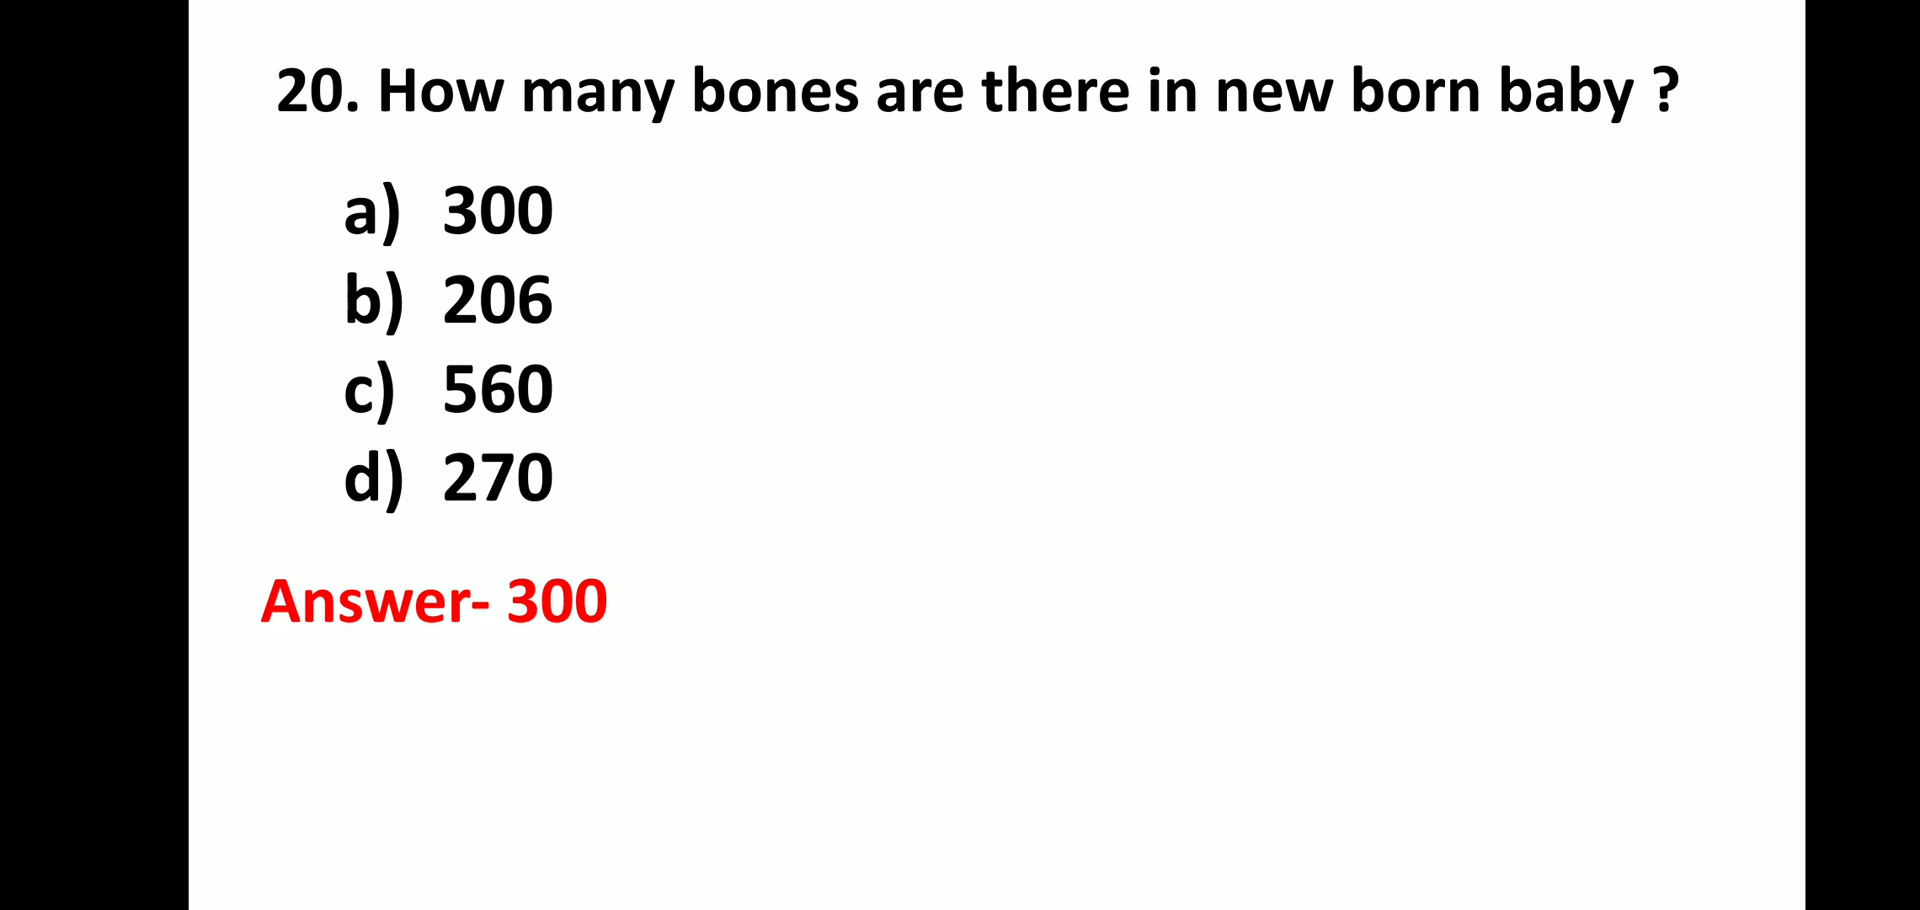 20. How many bones are there in new born baby ?
a) 300
b) 206
c) 560
d) 270
Answer- 300